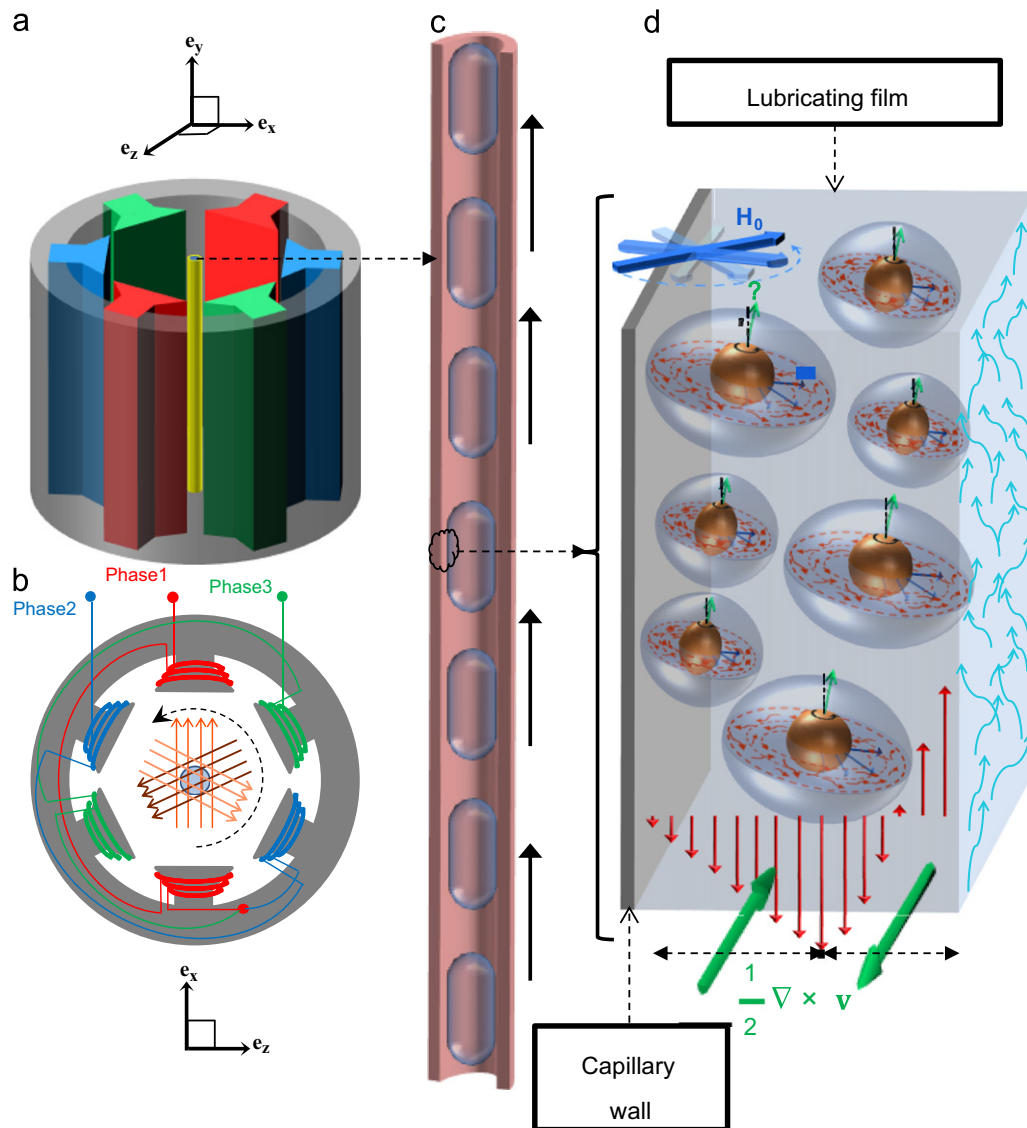 a
e_y
e_x
e_z
b
Phase1
Phase2
Phase3
e_x
e_z
c
d
Lubricating film
H_0
?
1
2
∇ × v
Capillary
wall